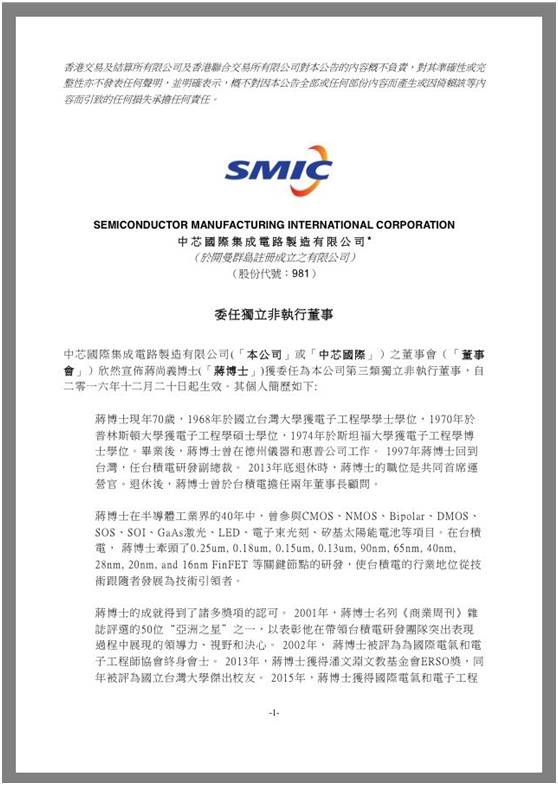 香港交易及結算所有限公司及香港聯合交易所有限公司對本公告的內容概不負責，對其準確性或完
整性亦不發表任何聲明，並明確表示，概不對因本公告全部或任何部份內容而產生或因倚賴該等內
容而引致的任何損失承擔任何責任。
SMIC
SEMICONDUCTOR MANUFACTURING INTERNATIONAL CORPORATION
中芯國際集成電路製造有限公司*
（於開曼群島註冊成立之有限公司）
（股份代號：981）
委任獨立非執行董事
中芯國際集成電路製造有限公司(「本公司」或「中芯國際」）之董事會（「董事
會」）欣然宣佈蔣尚義博士(「蔣博士」)獲委任為本公司第三類獨立非執行董事，自
二零一六年十二月二十日起生效。其個人簡歷如下:
蔣博士現年70歲，1968年於國立台灣大學獲電子工程學學士學位，1970年於
普林斯頓大學獲電子工程學碩士學位，1974年於斯坦福大學獲電子工程學博
士學位。畢業後，蔣博士曾在德州儀器和惠普公司工作。 1997年蔣博士回到
台灣，任台積電研發副總裁。 2013年底退休時，蔣博士的職位是共同首席運
營官。退休後，蔣博士曾於台積電擔任兩年董事長顧問。
蔣博士在半導體工業界的40年中，曾參與CMOS、NMOS、Bipolar、DMOS、
SOS、SOI、GaAs激光、LED、電子束光刻、矽基太陽能電池等項目。在台積
電， 蔣博士牽頭了0.25um, 0.18um, 0.15um, 0.13um, 90nm, 65nm, 40nm,
28nm, 20nm, and 16nm FinFET 等關鍵節點的研發，使台積電的行業地位從技
術跟隨者發展為技術引領者。
蔣博士的成就得到了諸多獎項的認可。 2001年，蔣博士名列《商業周刊》雜
誌評選的50位“亞洲之星”之一，以表彰他在帶領台積電研發團隊突出表現
過程中展現的領導力、視野和決心。 2002年， 蔣博士被評為為國際電氣和電
子工程師協會終身會士。 2013年，蔣博士獲得潘文淵文教基金會ERSO獎，同
年被評為國立台灣大學傑出校友。 2015年，蔣博士獲得國際電氣和電子工程
-1-